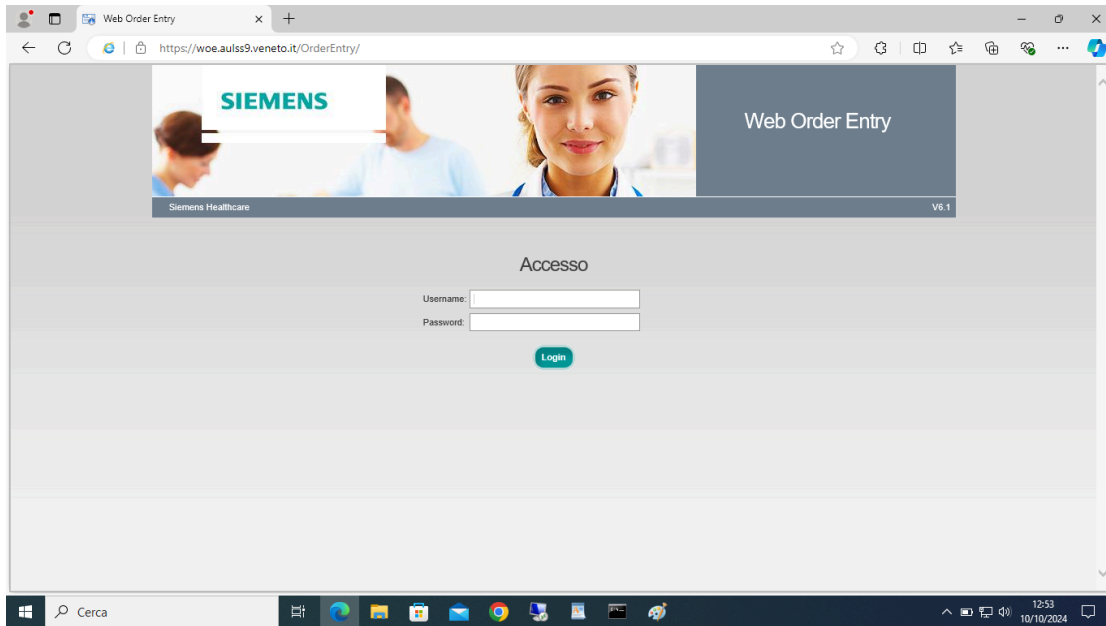 Web Order Entry
https://woe.aulss9.veneto.it/OrderEntry/
SIEMENS
Web Order Entry
Siemens Healthcare V6.1
Accesso
Username:
Password:
Login
Cerca
12:53
10/10/2024